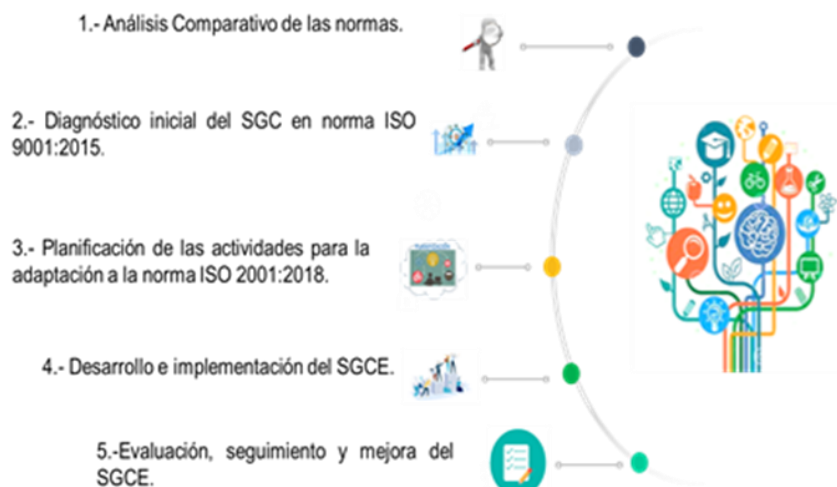 1.- Análisis Comparativo de las normas.
2.- Diagnóstico inicial del SGC en norma ISO
9001:2015.
3.- Planificación de las actividades para la
adaptación a la norma ISO 2001:2018.
4.- Desarrollo e implementación del SGCE.
5.-Evaluación, seguimiento y mejora del
SGCE.